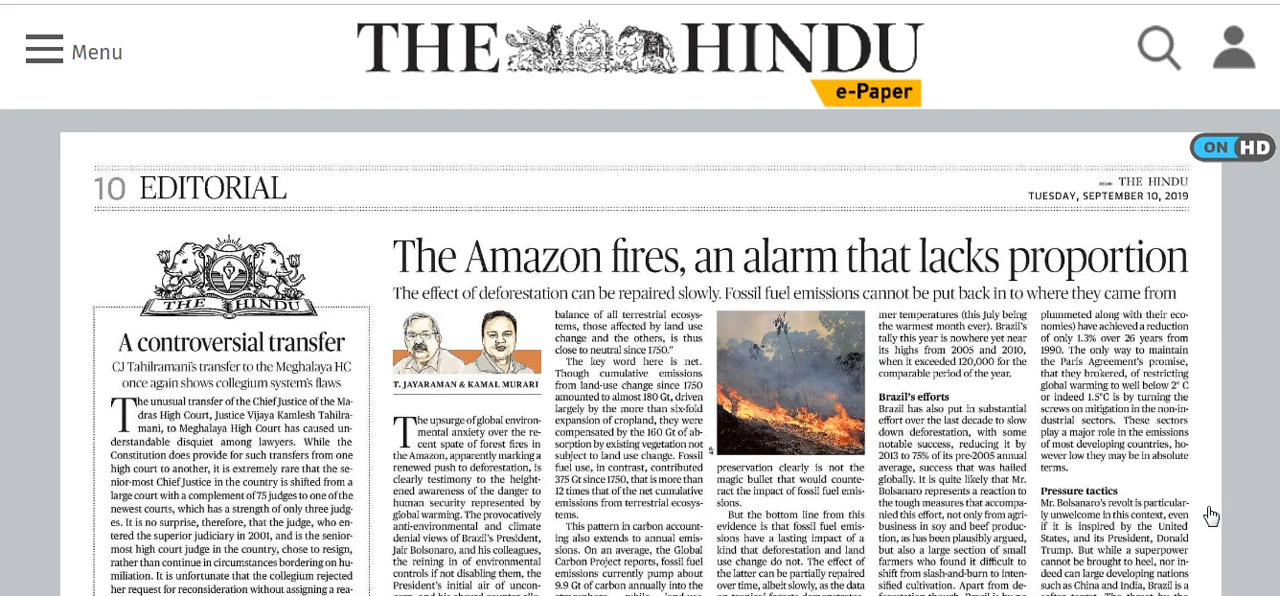 Menu
THE HINDU
e-Paper
ON HD
10 EDITORIAL
THE HINDU
TUESDAY, SEPTEMBER 10, 2019
THE HINDU
A controversial transfer
CJ Tahilramani's transfer to the Meghalaya HC
once again shows collegium system's flaws
The unusual transfer of the Chief Justice of the Ma-
dras High Court, Justice Vijaya Kamlesh Tahilra-
mani, to Meghalaya High Court has caused un-
derstandable disquiet among lawyers. While the
Constitution does provide for such transfers from one
high court to another, it is extremely rare that the se-
nior-most Chief Justice in the country is shifted from a
large court with a complement of 75 judges to one of the
newest courts, which has a strength of only three judg-
es. It is no surprise, therefore, that the judge, who en-
tered the superior judiciary in 2001, and is the senior-
most high court judge in the country, chose to resign,
rather than continue in circumstances bordering on hu-
miliation. It is unfortunate that the collegium rejected
her request for reconsideration without assigning a rea-
The Amazon fires, an alarm that lacks proportion
The effect of deforestation can be repaired slowly. Fossil fuel emissions cannot be put back in to where they came from
T. JAYARAMAN & KAMAL MURARI
The upsurge of global environ-
mental anxiety over the re-
cent spate of forest fires in
the Amazon, apparently marking a
renewed push to deforestation, is
clearly testimony to the height-
ened awareness of the danger to
human security represented by
global warming. The provocatively
anti-environmental and climate
denial views of Brazil's President,
Jair Bolsonaro, and his colleagues,
the reining in of environmental
controls if not disabling them, the
President's initial air of uncon-
balance of all terrestrial ecosys-
tems, those affected by land use
change and the others, is thus
close to neutral since 1750."
The key word here is net.
Though cumulative emissions
from land-use change since 1750
amounted to almost 180 Gt, driven
largely by the more than six-fold
expansion of cropland, they were
compensated by the 160 Gt of ab-
sorption by existing vegetation not
subject to land use change. Fossil
fuel use, in contrast, contributed
375 Gt since 1750, that is more than
12 times that of the net cumulative
emissions from terrestrial ecosys-
tems.
This pattern in carbon account-
ing also extends to annual emis-
sions. On an average, the Global
Carbon Project reports, fossil fuel
emissions currently pump about
9.9 Gt of carbon annually into the
AP
preservation clearly is not the
magic bullet that would counte-
ract the impact of fossil fuel emis-
sions.
But the bottom line from this
evidence is that fossil fuel emis-
sions have a lasting impact of a
kind that deforestation and land
use change do not. The effect of
the latter can be partially repaired
over time, albeit slowly, as the data
mer temperatures (this July being
the warmest month ever). Brazil's
tally this year is nowhere yet near
its highs from 2005 and 2010,
when it exceeded 120,000 for the
comparable period of the year.
Brazil's efforts
Brazil has also put in substantial
effort over the last decade to slow
down deforestation, with some
notable success, reducing it by
2013 to 75% of its pre-2005 annual
average, success that was hailed
globally. It is quite likely that Mr.
Bolsonaro represents a reaction to
the tough measures that accompa-
nied this effort, not only from agri-
business in soy and beef produc-
tion, as has been plausibly argued,
but also a large section of small
farmers who found it difficult to
shift from slash-and-burn to inten-
sified cultivation. Apart from de-
plummeted along with their eco-
nomies) have achieved a reduction
of only 1.3% over 26 years from
1990. The only way to maintain
the Paris Agreement's promise,
that they brokered, of restricting
global warming to well below 2° C
or indeed 1.5°C is by turning the
screws on mitigation in the non-in-
dustrial sectors. These sectors
play a major role in the emissions
of most developing countries, ho-
wever low they may be in absolute
terms.
Pressure tactics
Mr. Bolsonaro's revolt is particular-
ly unwelcome in this context, even
if it is inspired by the United
States, and its President, Donald
Trump. But while a superpower
cannot be brought to heel, nor in-
deed can large developing nations
such as China and India, Brazil is a